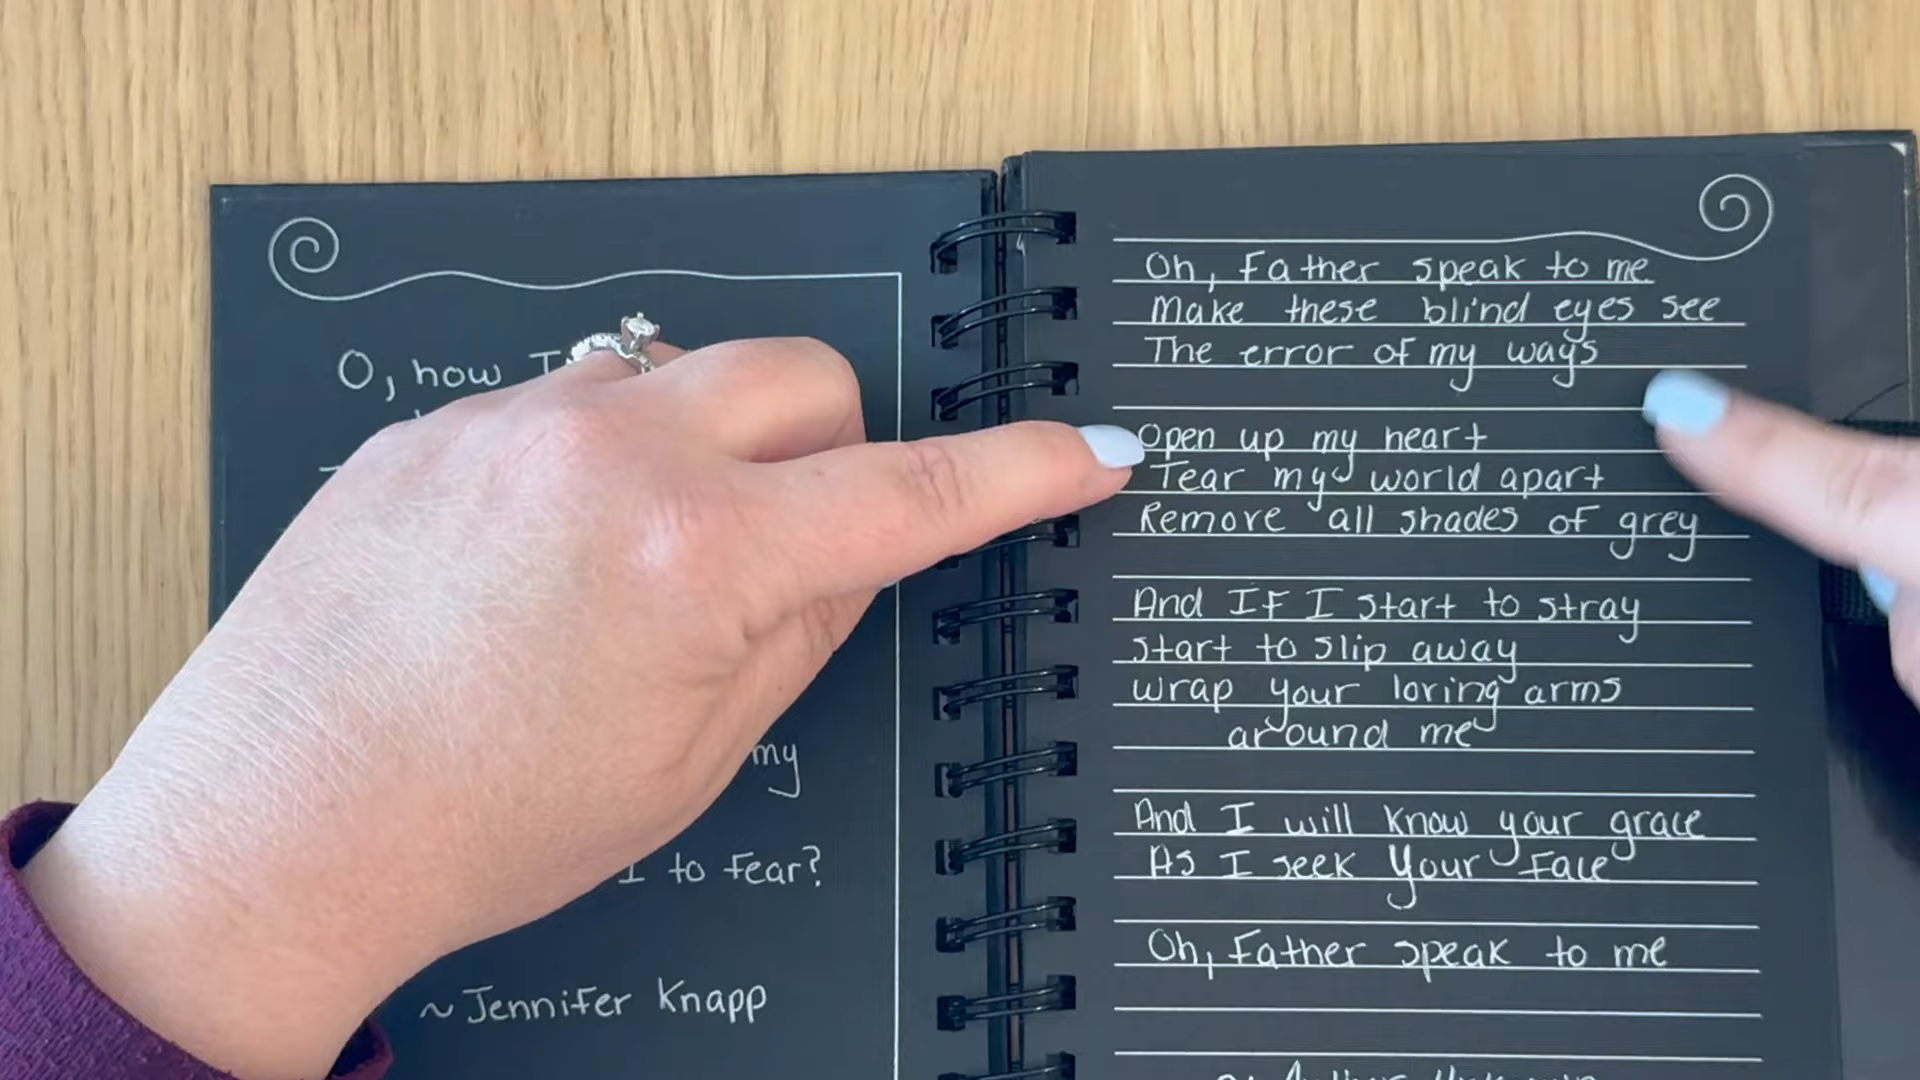 O, how I
my
I to fear?
~Jennifer Knapp
Oh, Father speak to me
Make these blind eyes see
The error of my ways
Open up my heart
Tear my world apart
Remove all shades of grey
And If I start to stray
start to slip away
wrap your loving arms
around me
And I will know your grace
As I seek your face
Oh, Father speak to me